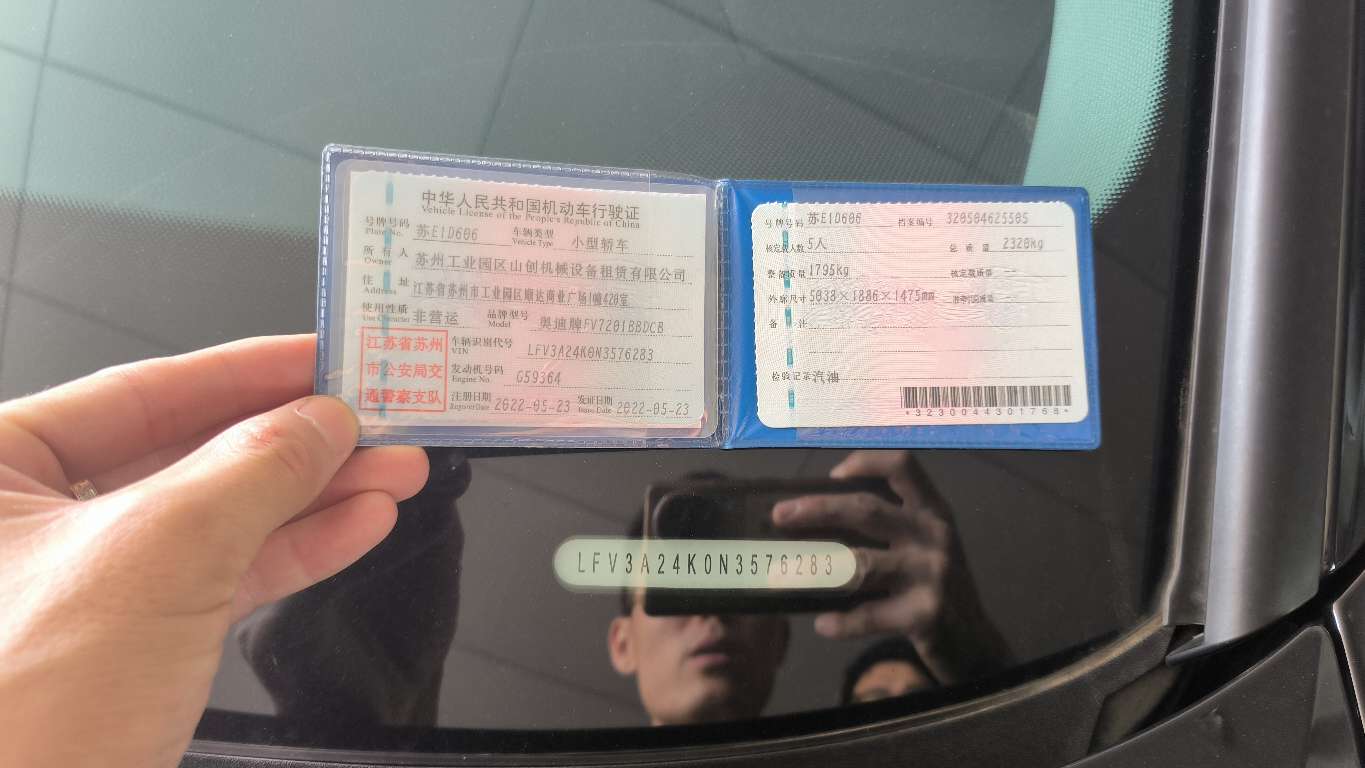 中华人民共和国机动车行驶证
Vehicle License of the People's Republic of China
号牌号码 苏E1D606 车辆类型 小型轿车
Plate No. Vehicle Type
所有人 苏州工业园区山创机械设备租赁有限公司
Owner
住址 江苏省苏州市工业园区顺达商业广场1幢420室
Address
使用性质 非营运 品牌型号 奥迪牌FV7201BBDCB
Use Character Model
江苏省苏州
市公安局交
通警察支队
车辆识别代号 LFV3A24K0N3576283
VIN
发动机号码 G59364
Engine No.
注册日期 2022-05-23 发证日期 2022-05-23
Register Date Issue Date
号牌号码 苏E1D606 档案编号 320504625505
核定载人数 5人 总质量 2320kg
整备质量 1795kg 核定载质量 --
外廓尺寸 5038×1886×1475mm 准牵引总质量 --
备注
检验记录 汽油
*3230044301768*
LFV3A24K0N3576283